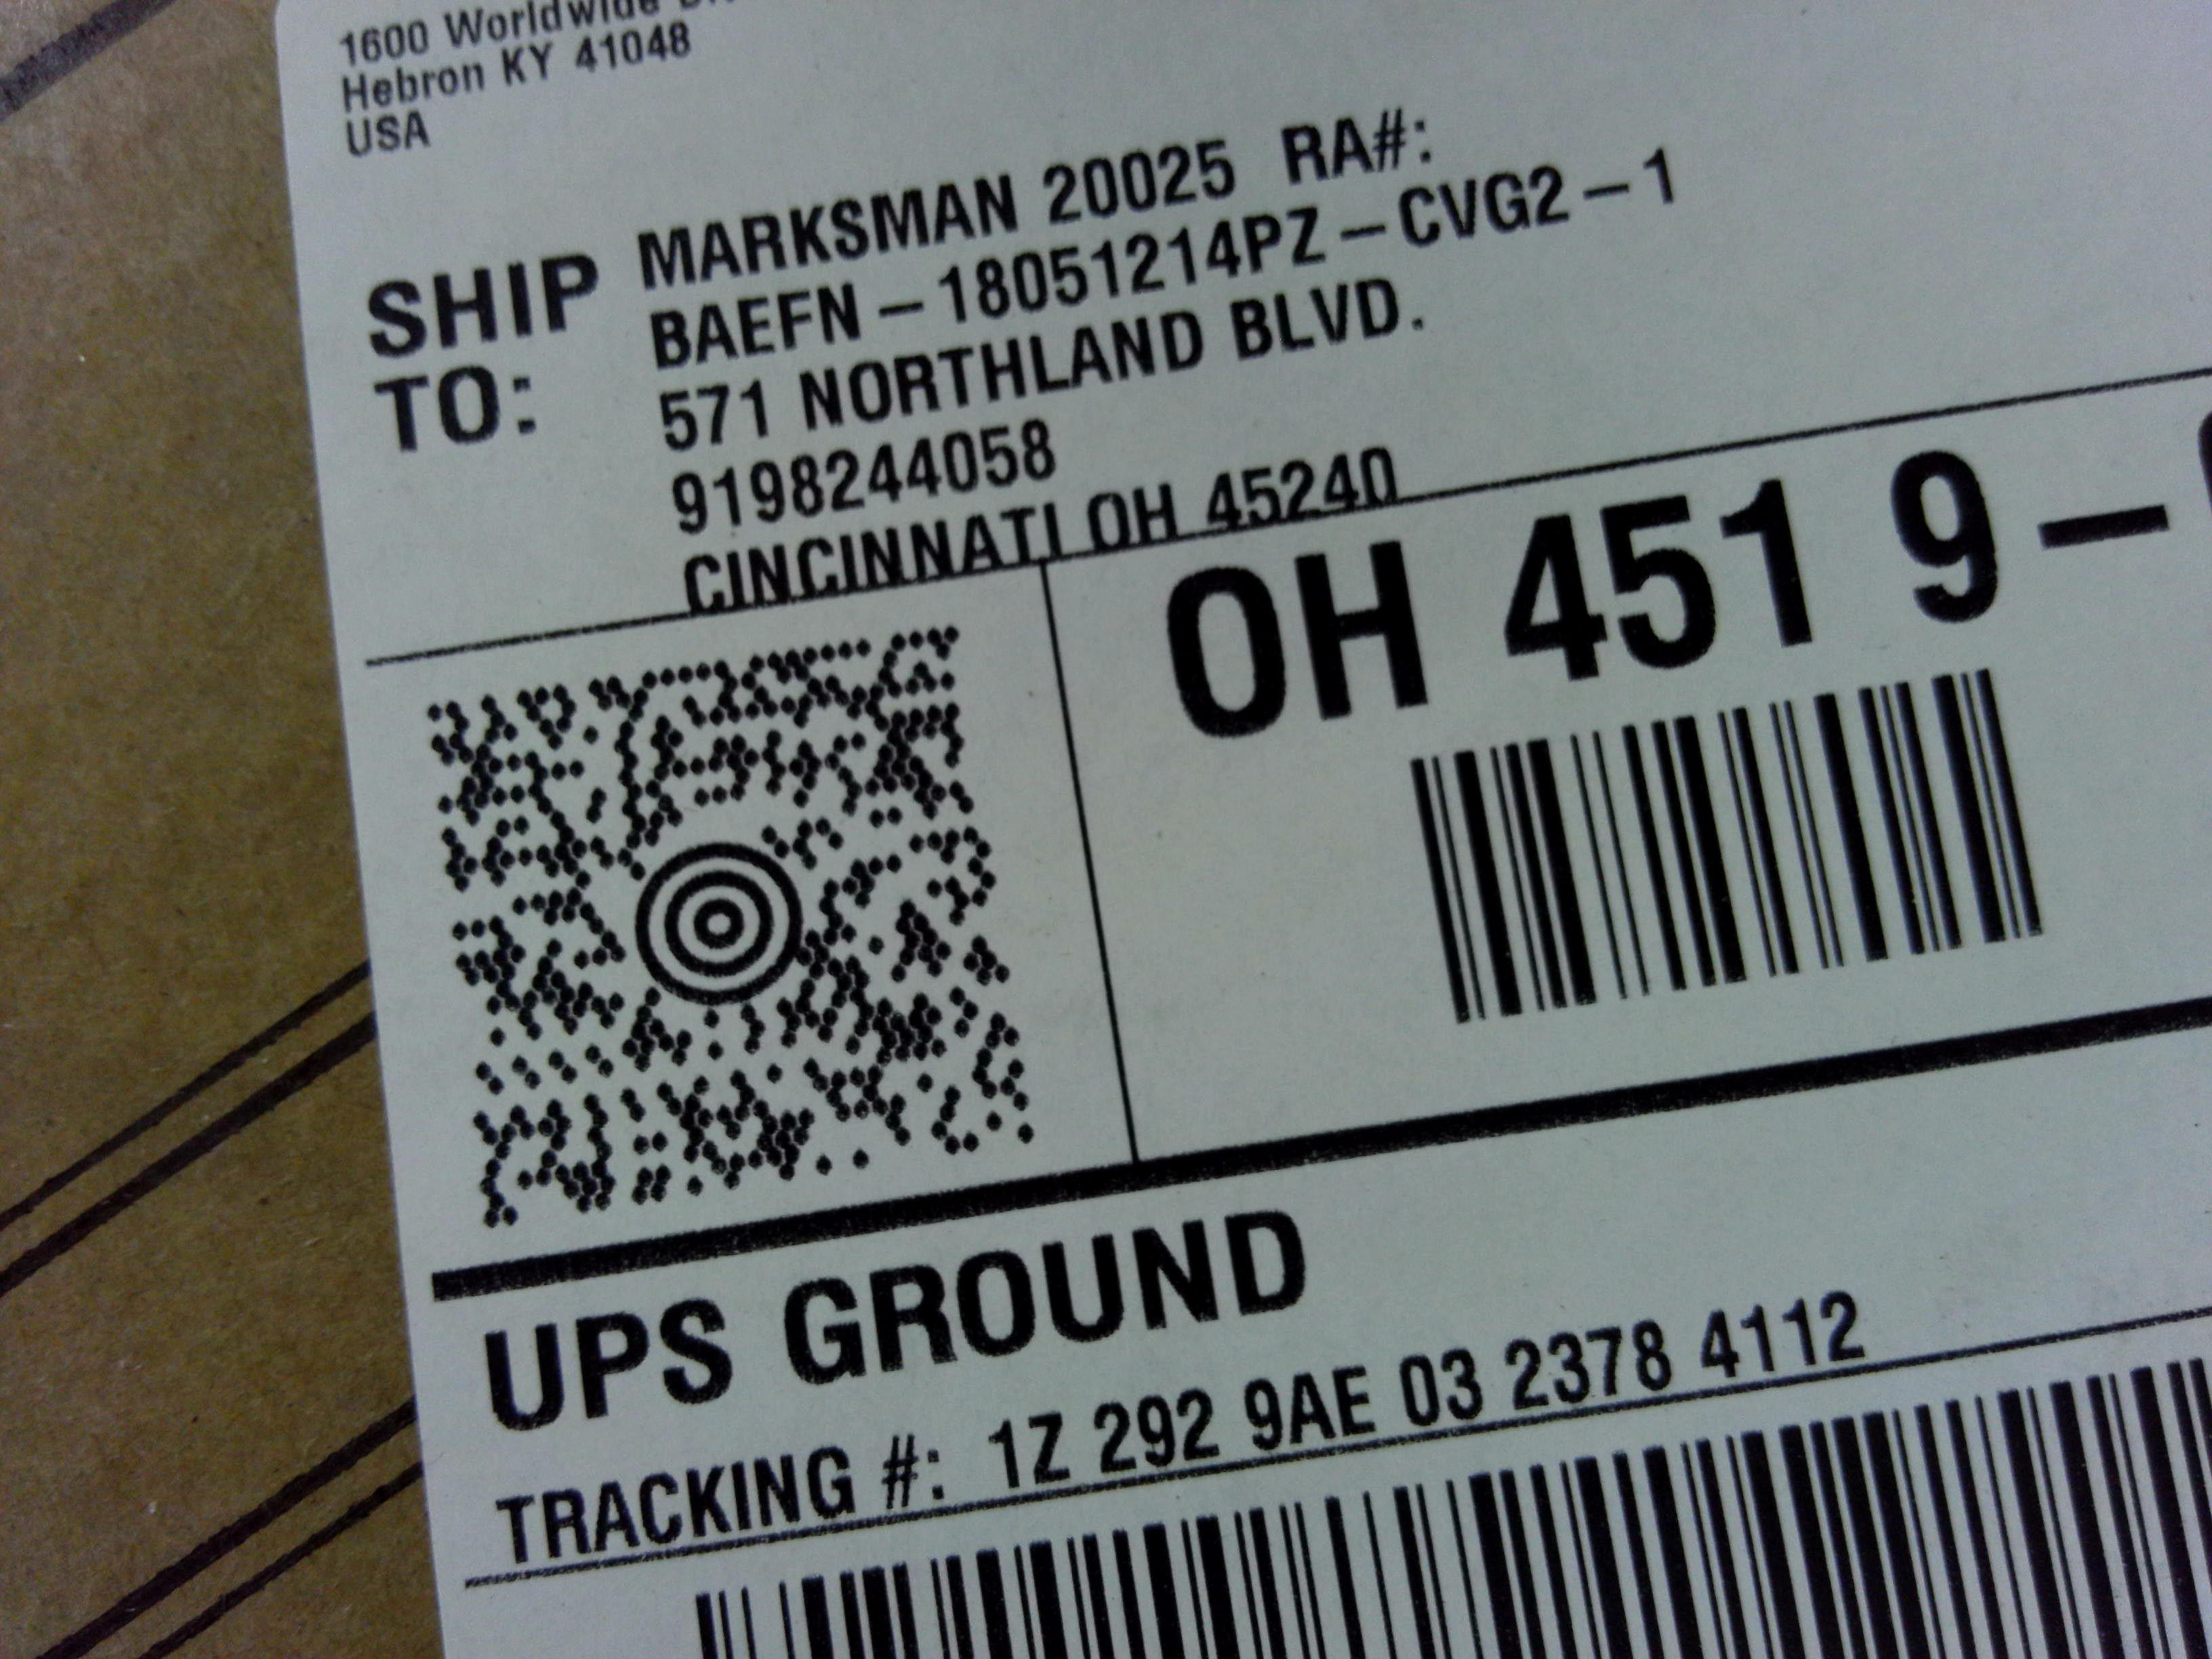 1600 Worldwide
Hebron KY 41048
USA
SHIP TO:
MARKSMAN 20025 RA#:
BAEFN-18051214PZ-CVG2-1
571 NORTHLAND BLVD.
9198244058
CINCINNATI OH 45240
OH 451 9-
UPS GROUND
TRACKING #: 1Z 292 9AE 03 2378 4112